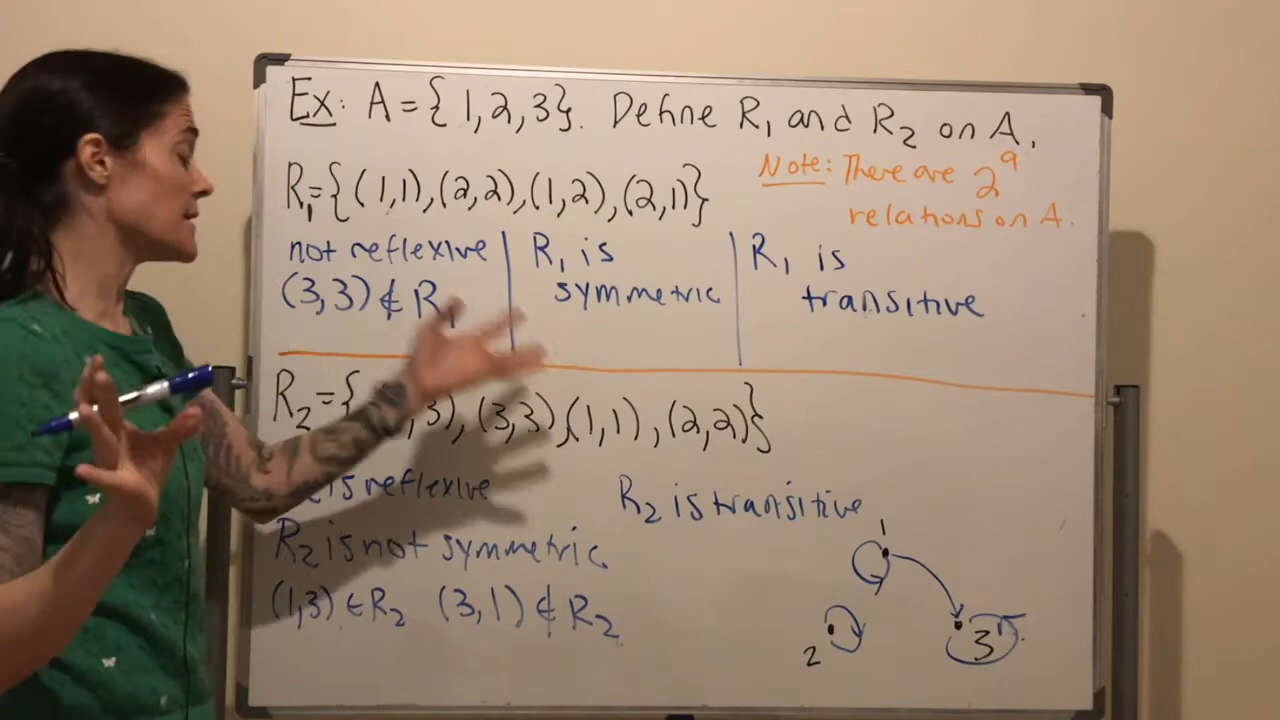 Ex: A = {1,2,3}. Define R₁ and R₂ on A.
Note: There are 2⁹
relations on A.
R₁={(1,1),(2,2),(1,2),(2,1)}
not reflexive
(3,3) ∉ R₁
R₁ is
symmetric
R₁ is
transitive
R₂={ ,3),(3,3),(1,1),(2,2)}
is reflexive
R₂ is transitive
R₂ is not symmetric
(1,3) ∈ R₂ (3,1) ∉ R₂
1
2
3